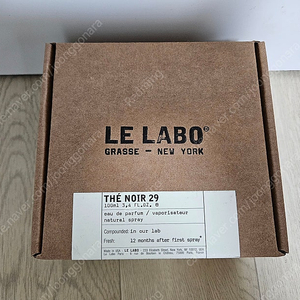 LE LABO®
GRASSE – NEW YORK
THÉ NOIR 29
100ml 3,4 fl.oz. ℮
eau de parfum / vaporisateur
natural spray
Compounded: in our lab
Fresh: 12 months after first spray*